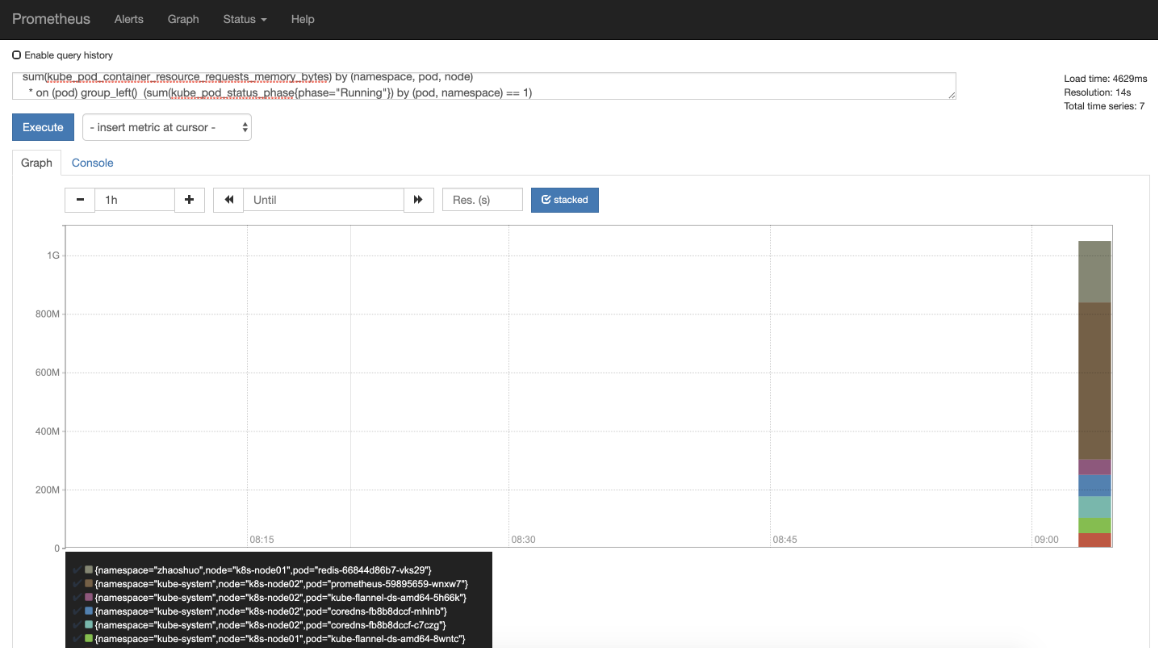 Prometheus Alerts Graph Status Help
Enable query history
sum(kube_pod_container_resource_requests_memory_bytes) by (namespace, pod, node)
* on (pod) group_left() (sum(kube_pod_status_phase{phase="Running"}) by (pod, namespace) == 1)
Load time: 4629ms
Resolution: 14s
Total time series: 7
Execute - insert metric at cursor -
Graph Console
1h Until Res. (s) stacked
1G
800M
600M
400M
200M
0
08:15 08:30 08:45 09:00
{namespace="zhaoshuo",node="k8s-node01",pod="redis-66844d86b7-vks29"}
{namespace="kube-system",node="k8s-node02",pod="prometheus-59895659-wnxw7"}
{namespace="kube-system",node="k8s-node02",pod="kube-flannel-ds-amd64-5h66k"}
{namespace="kube-system",node="k8s-node02",pod="coredns-fb8b8dccf-mhlnb"}
{namespace="kube-system",node="k8s-node02",pod="coredns-fb8b8dccf-c7czg"}
{namespace="kube-system",node="k8s-node01",pod="kube-flannel-ds-amd64-8wntc"}